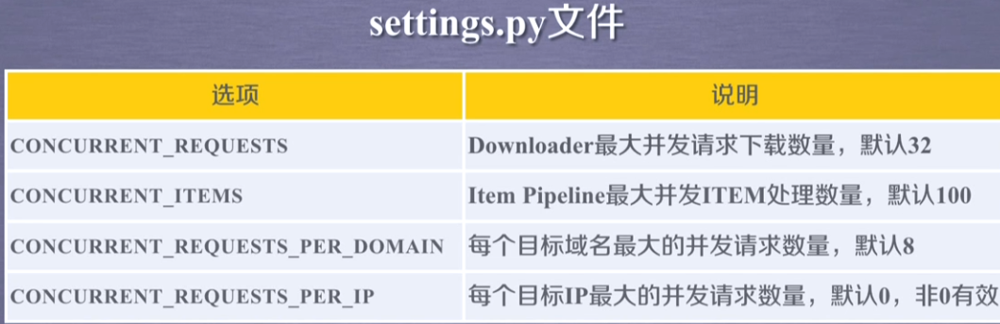 settings.py文件
选项 说明
CONCURRENT_REQUESTS Downloader最大并发请求下载数量，默认32
CONCURRENT_ITEMS Item Pipeline最大并发ITEM处理数量，默认100
CONCURRENT_REQUESTS_PER_DOMAIN 每个目标域名最大的并发请求数量，默认8
CONCURRENT_REQUESTS_PER_IP 每个目标IP最大的并发请求数量，默认0，非0有效